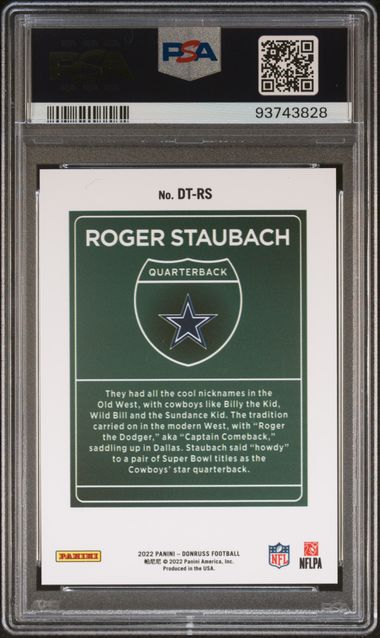 PSA
PSA
93743828
No. DT-RS
ROGER STAUBACH
QUARTERBACK
They had all the cool nicknames in the
Old West, with cowboys like Billy the Kid,
Wild Bill and the Sundance Kid. The tradition
carried on in the modern West, with “Roger
the Dodger,” aka “Captain Comeback,”
saddling up in Dallas. Staubach said “howdy”
to a pair of Super Bowl titles as the
Cowboys’ star quarterback.
2022 PANINI – DONRUSS FOOTBALL
帕尼尼 © 2022 Panini America, Inc.
Produced in the USA.
PANINI
NFL
NFLPA